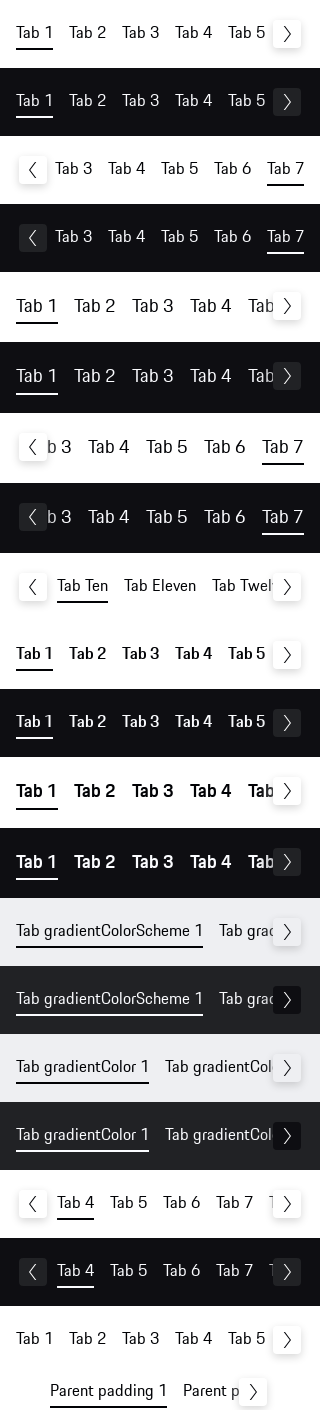 Tab 1 Tab 2 Tab 3 Tab 4 Tab 5
Tab 1 Tab 2 Tab 3 Tab 4 Tab 5
Tab 3 Tab 4 Tab 5 Tab 6 Tab 7
Tab 3 Tab 4 Tab 5 Tab 6 Tab 7
Tab 1 Tab 2 Tab 3 Tab 4 Tab
Tab 1 Tab 2 Tab 3 Tab 4 Tab
b 3 Tab 4 Tab 5 Tab 6 Tab 7
b 3 Tab 4 Tab 5 Tab 6 Tab 7
Tab Ten Tab Eleven Tab Twel
Tab 1 Tab 2 Tab 3 Tab 4 Tab 5
Tab 1 Tab 2 Tab 3 Tab 4 Tab 5
Tab 1 Tab 2 Tab 3 Tab 4 Tab
Tab 1 Tab 2 Tab 3 Tab 4 Tab
Tab gradientColorScheme 1 Tab grad
Tab gradientColorScheme 1 Tab grad
Tab gradientColor 1 Tab gradientCol
Tab gradientColor 1 Tab gradientCol
Tab 4 Tab 5 Tab 6 Tab 7
Tab 4 Tab 5 Tab 6 Tab 7
Tab 1 Tab 2 Tab 3 Tab 4 Tab 5
Parent padding 1 Parent p